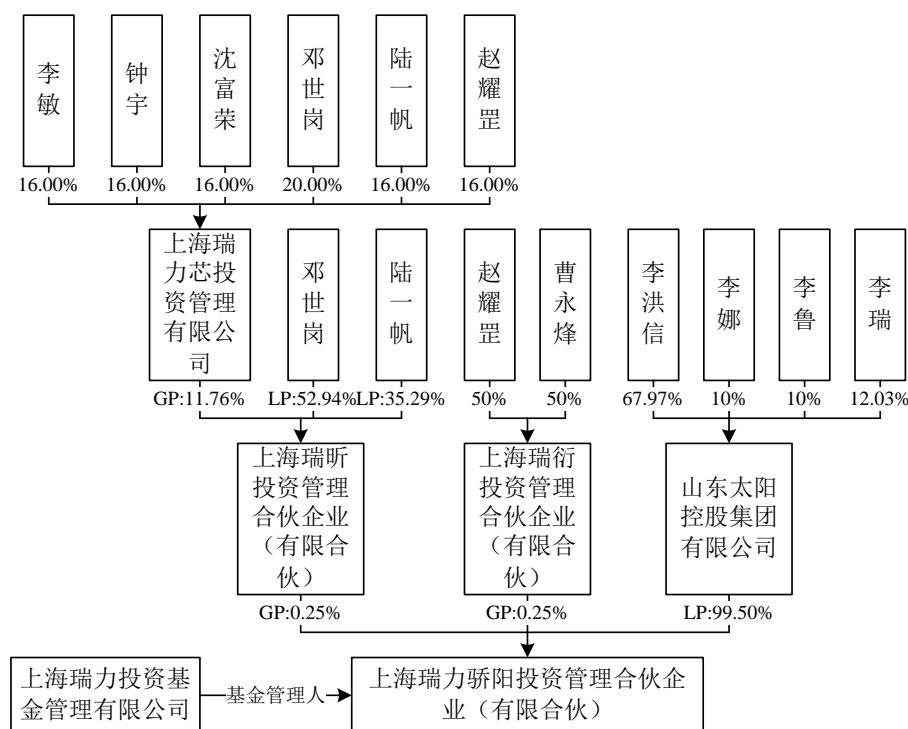 李敏
钟宇
沈富荣
邓世岗
陆一帆
赵耀罡
16.00%
16.00%
16.00%
20.00%
16.00%
16.00%
上海瑞
力芯投
资管理
有限公
司
邓世岗
陆一帆
赵耀罡
曹永烽
李洪信
李娜
李鲁
李瑞
GP:11.76%
LP:52.94%
LP:35.29%
50%
50%
67.97%
10%
10%
12.03%
上海瑞昕
投资管理
合伙企业
（有限合
伙）
上海瑞衍
投资管理
合伙企业
（有限合
伙）
山东太阳
控股集团
有限公司
GP:0.25%
GP:0.25%
LP:99.50%
上海瑞力投资基
金管理有限公司
基金管理人
上海瑞力骄阳投资管理合伙企
业（有限合伙）